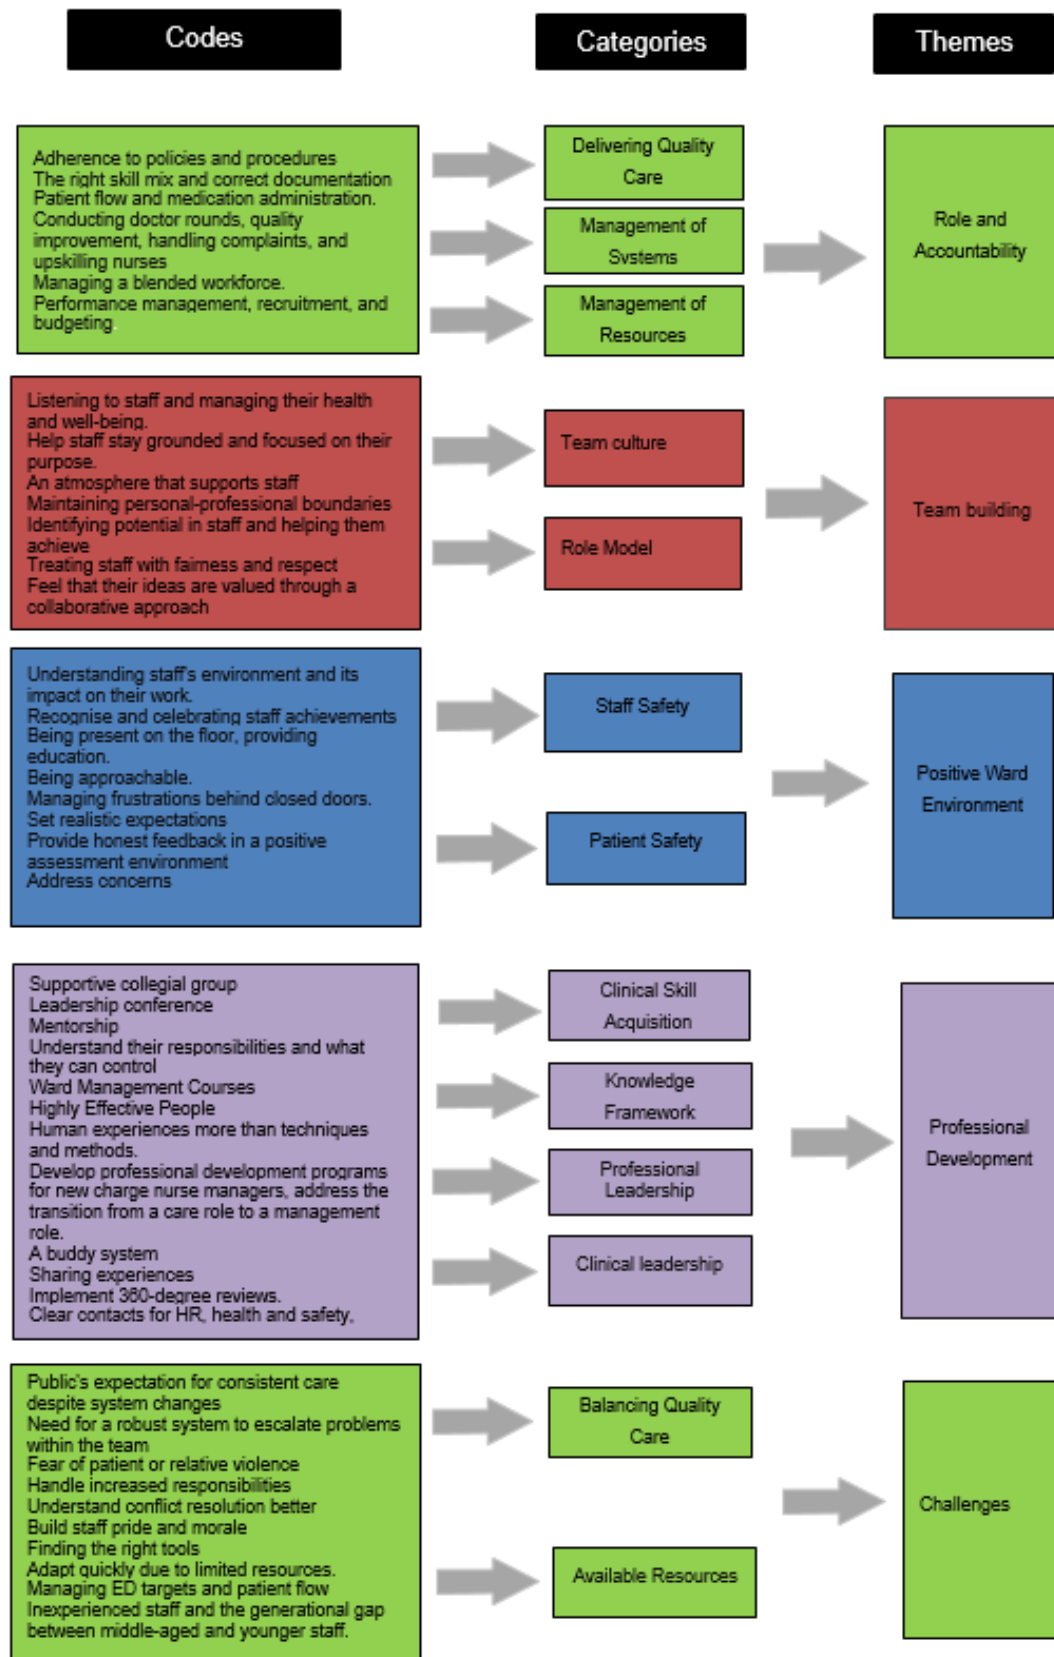 Codes
Categories
Themes
Adherence to policies and procedures
The right skill mix and correct documentation
Patient flow and medication administration.
Conducting doctor rounds, quality
improvement, handling complaints, and
upskilling nurses
Managing a blended workforce.
Performance management, recruitment, and
budgeting.
Delivering Quality
Care
Management of
Systems
Management of
Resources
Role and
Accountability
Listening to staff and managing their health
and well-being.
Help staff stay grounded and focused on their
purpose.
An atmosphere that supports staff
Maintaining personal-professional boundaries
Identifying potential in staff and helping them
achieve
Treating staff with fairness and respect
Feel that their ideas are valued through a
collaborative approach
Team culture
Role Model
Team building
Understanding staff's environment and its
impact on their work.
Recognise and celebrating staff achievements
Being present on the floor, providing
education.
Being approachable.
Managing frustrations behind closed doors.
Set realistic expectations
Provide honest feedback in a positive
assessment environment
Address concerns
Staff Safety
Patient Safety
Positive Ward
Environment
Supportive collegial group
Leadership conference
Mentorship
Understand their responsibilities and what
they can control
Ward Management Courses
Highly Effective People
Human experiences more than techniques
and methods.
Develop professional development programs
for new charge nurse managers, address the
transition from a care role to a management
role.
A buddy system
Sharing experiences
Implement 360-degree reviews.
Clear contacts for HR, health and safety,
Clinical Skill
Acquisition
Knowledge
Framework
Professional
Leadership
Clinical leadership
Professional
Development
Public's expectation for consistent care
despite system changes
Need for a robust system to escalate problems
within the team
Fear of patient or relative violence
Handle increased responsibilities
Understand conflict resolution better
Build staff pride and morale
Finding the right tools
Adapt quickly due to limited resources.
Managing ED targets and patient flow
Inexperienced staff and the generational gap
between middle-aged and younger staff.
Balancing Quality
Care
Available Resources
Challenges